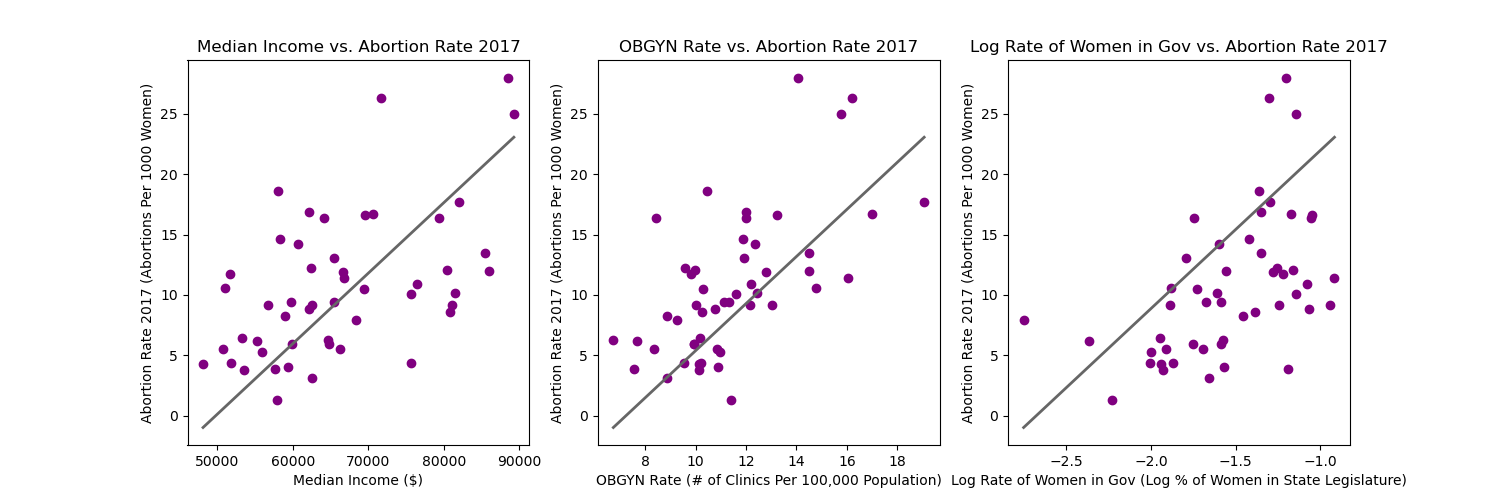 Median Income vs. Abortion Rate 2017
Abortion Rate 2017 (Abortions Per 1000 Women)
25
20
15
10
5
0
50000 60000 70000 80000 90000
Median Income ($)
OBGYN Rate vs. Abortion Rate 2017
Abortion Rate 2017 (Abortions Per 1000 Women)
25
20
15
10
5
0
8 10 12 14 16 18
OBGYN Rate (# of Clinics Per 100,000 Population)
Log Rate of Women in Gov vs. Abortion Rate 2017
Abortion Rate 2017 (Abortions Per 1000 Women)
25
20
15
10
5
0
−2.5 −2.0 −1.5 −1.0
Log Rate of Women in Gov (Log % of Women in State Legislature)